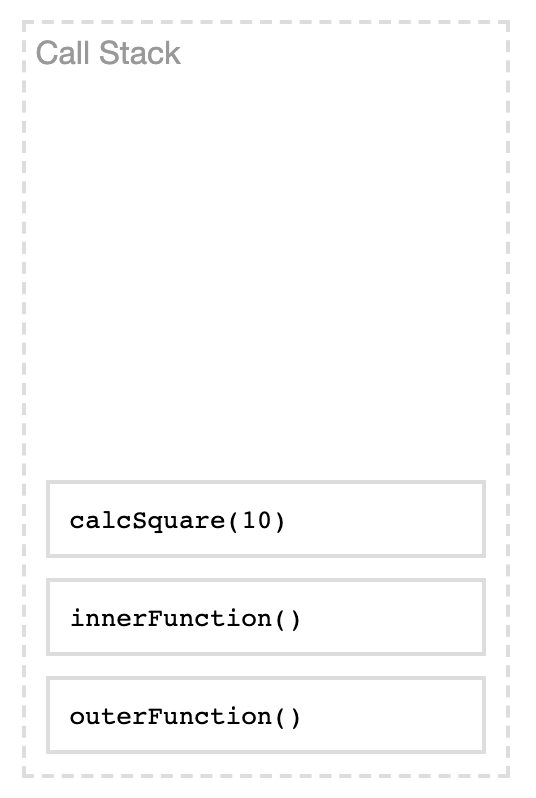 Call Stack
calcSquare(10)
innerFunction()
outerFunction()